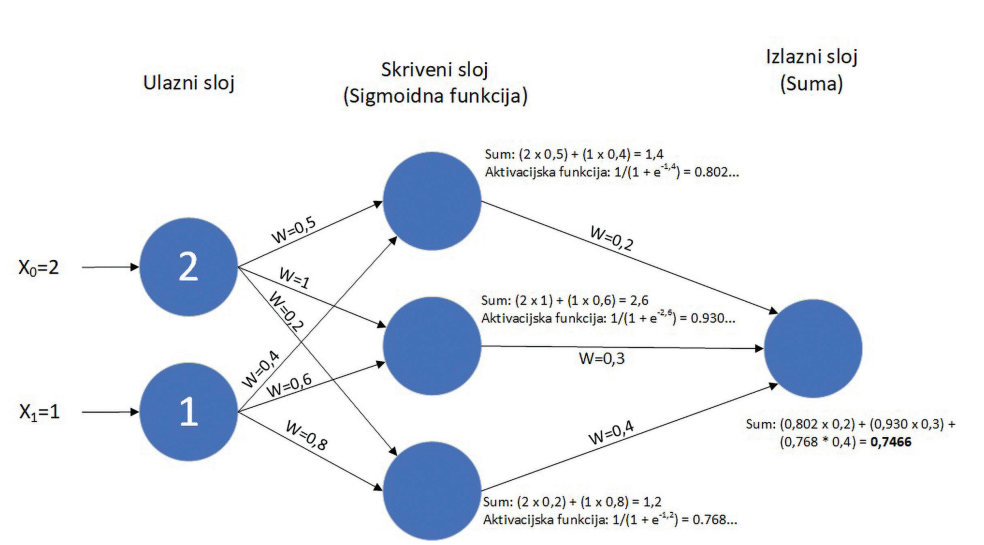 Ulazni sloj
Skriveni sloj
(Sigmoidna funkcija)
Izlazni sloj
(Suma)
Sum: (2 x 0,5) + (1 x 0,4) = 1,4
Aktivacijska funkcija: 1/(1 + e^-1,4) = 0.802...
W=0,5
W=0,2
X₀=2
2
W=1
W=0,2
Sum: (2 x 1) + (1 x 0,6) = 2,6
Aktivacijska funkcija: 1/(1 + e^-2,6) = 0.930...
W=0,3
W=0,4
W=0,6
X₁=1
1
W=0,8
W=0,4
Sum: (0,802 x 0,2) + (0,930 x 0,3) +
(0,768 * 0,4) = 0,7466
Sum: (2 x 0,2) + (1 x 0,8) = 1,2
Aktivacijska funkcija: 1/(1 + e^-1,2) = 0.768...